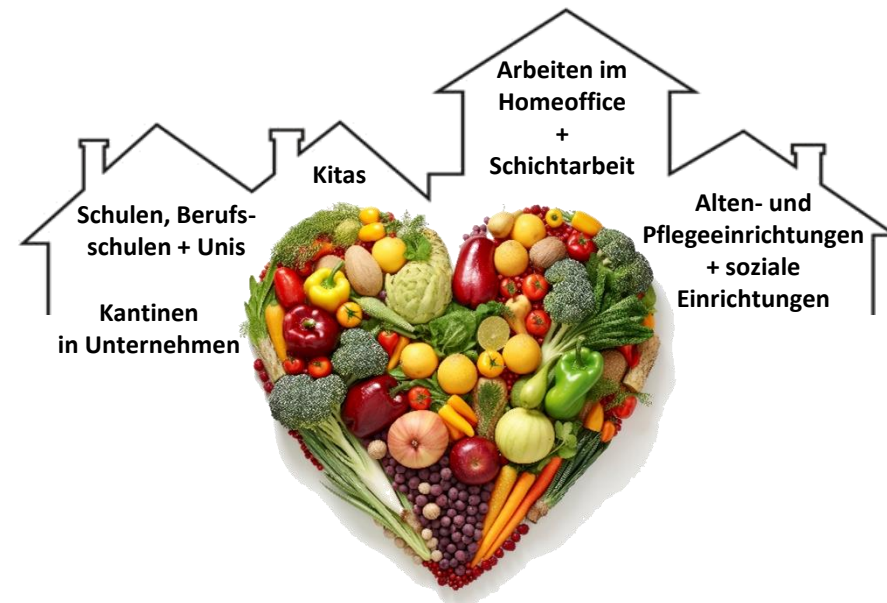 Schulen, Berufs-
schulen + Unis
Kantinen
in Unternehmen
Kitas
Arbeiten im
Homeoffice
+
Schichtarbeit
Alten- und
Pflegeeinrichtungen
+ soziale
Einrichtungen